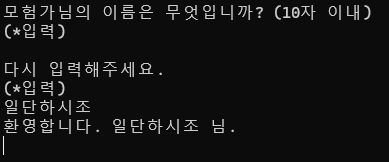 모험가님의 이름은 무엇입니까? (10자 이내)
(*입력)
다시 입력해주세요.
(*입력)
일단하시조
환영합니다. 일단하시조 님.